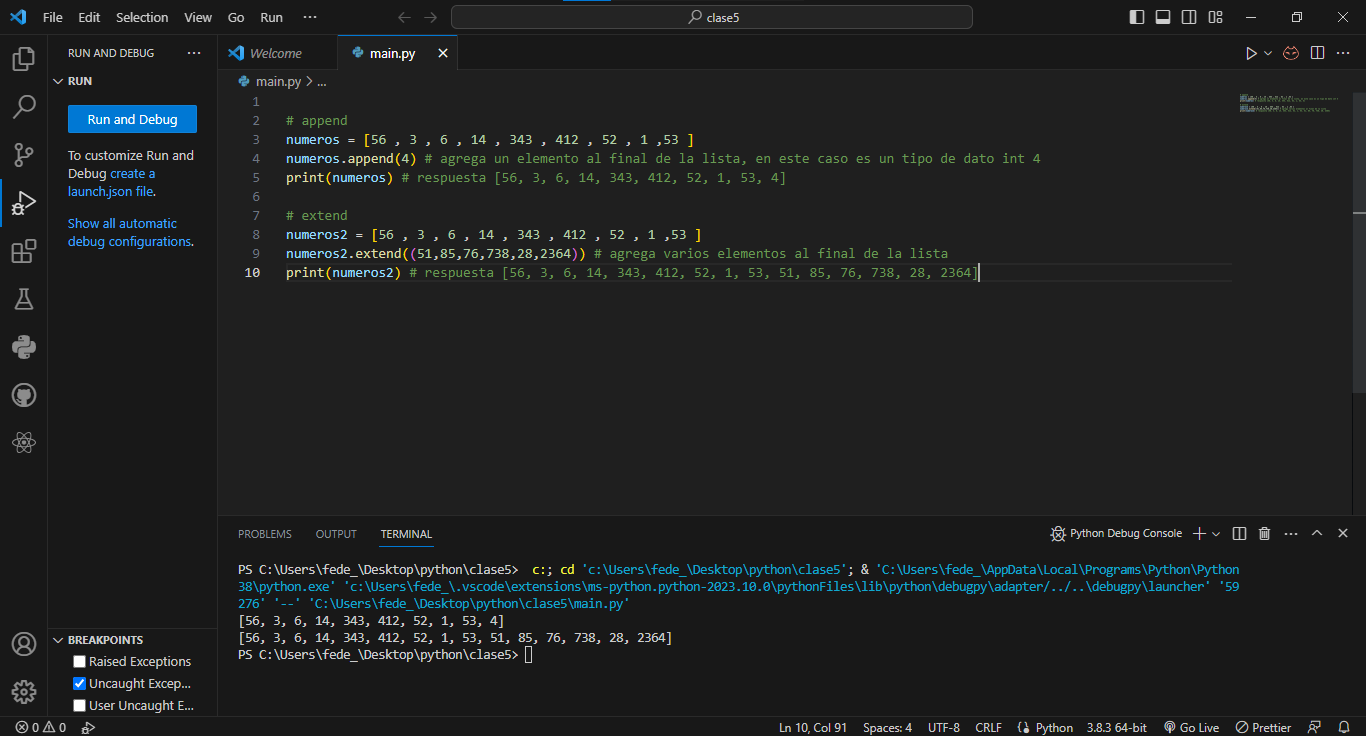 File Edit Selection View Go Run ··· clase5
RUN AND DEBUG ···
RUN
Run and Debug
To customize Run and
Debug create a
launch.json file.
Show all automatic
debug configurations.
BREAKPOINTS
Raised Exceptions
Uncaught Excep...
User Uncaught E...
Welcome main.py
main.py > ...
1
2 # append
3 numeros = [56 , 3 , 6 , 14 , 343 , 412 , 52 , 1 ,53 ]
4 numeros.append(4) # agrega un elemento al final de la lista, en este caso es un tipo de dato int 4
5 print(numeros) # respuesta [56, 3, 6, 14, 343, 412, 52, 1, 53, 4]
6
7 # extend
8 numeros2 = [56 , 3 , 6 , 14 , 343 , 412 , 52 , 1 ,53 ]
9 numeros2.extend((51,85,76,738,28,2364)) # agrega varios elementos al final de la lista
10 print(numeros2) # respuesta [56, 3, 6, 14, 343, 412, 52, 1, 53, 51, 85, 76, 738, 28, 2364]
PROBLEMS OUTPUT TERMINAL Python Debug Console
PS C:\Users\fede_\Desktop\python\clase5>  c:; cd 'c:\Users\fede_\Desktop\python\clase5'; & 'C:\Users\fede_\AppData\Local\Programs\Python\Python
38\python.exe' 'c:\Users\fede_\.vscode\extensions\ms-python.python-2023.10.0\pythonFiles\lib\python\debugpy\adapter/../..\debugpy\launcher' '59
276' '--' 'C:\Users\fede_\Desktop\python\clase5\main.py'
[56, 3, 6, 14, 343, 412, 52, 1, 53, 4]
[56, 3, 6, 14, 343, 412, 52, 1, 53, 51, 85, 76, 738, 28, 2364]
PS C:\Users\fede_\Desktop\python\clase5>
0 0 Ln 10, Col 91 Spaces: 4 UTF-8 CRLF Python 3.8.3 64-bit Go Live Prettier